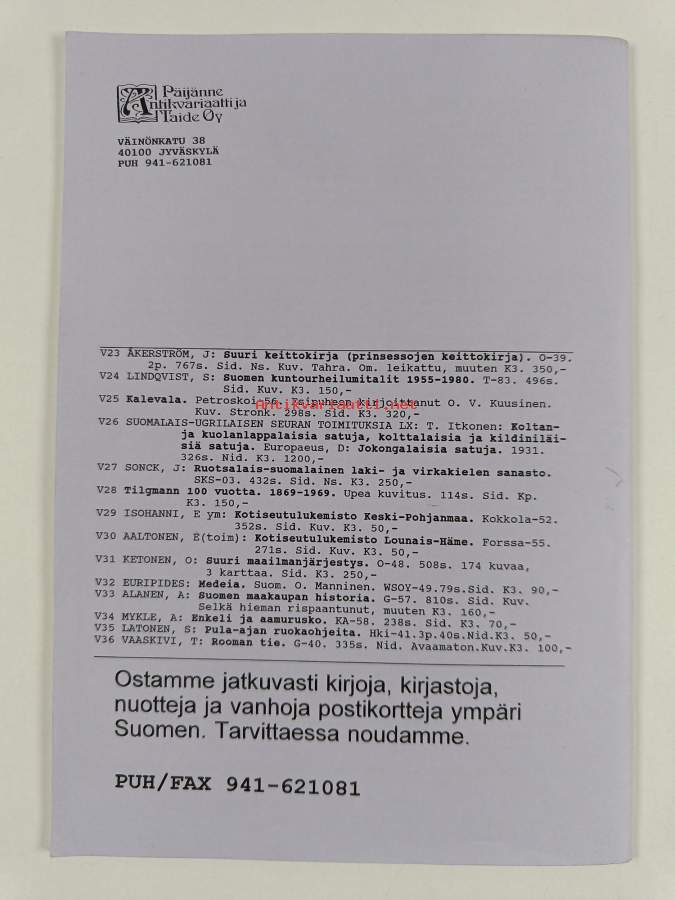 Päijänne
Antikvariaatti ja
Taide Oy
VÄINÖNKATU 38
40100 JYVÄSKYLÄ
PUH 941-621081
V23 ÅKERSTRÖM, J: Suuri keittokirja (prinsessojen keittokirja). O-39.
2p. 767s. Sid. Ns. Kuv. Tahra. Om. leikattu, muuten K3. 350,-
V24 LINDQVIST, S: Suomen kuntourheilumitalit 1955-1980. T-83. 496s.
Sid. Kuv. K3. 150,-
V25 Kalevala. Petroskoi-56. Esipuheen kirjoittanut O. V. Kuusinen.
Kuv. Stronk. 298s. Sid. K3. 320,-
Antikvariaatti.net
V26 SUOMALAIS-UGRILAISEN SEURAN TOIMITUKSIA LX: T. Itkonen: Koltan-
ja kuolanlappalaisia satuja, kolttalaisia ja kildiniläi-
siä satuja. Europaeus, D: Jokongalaisia satuja. 1931.
326s. Nid. K3. 1200,-
V27 SONCK, J: Ruotsalais-suomalainen laki- ja virkakielen sanasto.
SKS-03. 432s. Sid. Ns. K3. 250,-
V28 Tilgmann 100 vuotta. 1869-1969. Upea kuvitus. 114s. Sid. Kp.
K3. 150,-
V29 ISOHANNI, E ym: Kotiseutulukemisto Keski-Pohjanmaa. Kokkola-52.
352s. Sid. Kuv. K3. 50,-
V30 AALTONEN, E(toim): Kotiseutulukemisto Lounais-Häme. Forssa-55.
271s. Sid. Kuv. K3. 50,-
V31 KETONEN, O: Suuri maailmanjärjestys. O-48. 508s. 174 kuvaa,
3 karttaa. Sid. K3. 250,-
V32 EURIPIDES: Medeia. Suom. O. Manninen. WSOY-49.79s.Sid. K3. 90,-
V33 ALANEN, A: Suomen maakaupan historia. G-57. 810s. Sid. Kuv.
Selkä hieman rispaantunut, muuten K3. 160,-
V34 MYKLE, A: Enkeli ja aamurusko. KA-58. 238s. Sid. K3. 70,-
V35 LATONEN, S: Pula-ajan ruokaohjeita. Hki-41.3p.40s.Nid.K3. 50,-
V36 VAASKIVI, T: Rooman tie. G-40. 335s. Nid. Avaamaton.Kuv.K3. 100,-
Ostamme jatkuvasti kirjoja, kirjastoja,
nuotteja ja vanhoja postikortteja ympäri
Suomen. Tarvittaessa noudamme.
PUH/FAX 941-621081